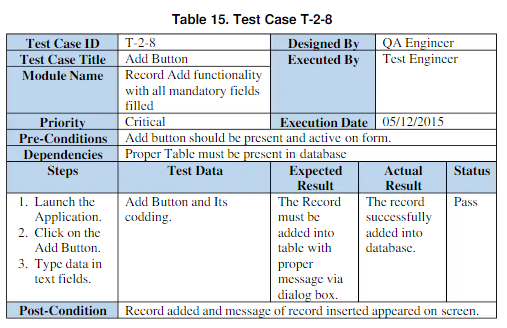 Table 15. Test Case T-2-8
Test Case ID T-2-8 Designed By QA Engineer
Test Case Title Add Button Executed By Test Engineer
Module Name Record Add functionality
with all mandatory fields
filled
Priority Critical Execution Date 05/12/2015
Pre-Conditions Add button should be present and active on form.
Dependencies Proper Table must be present in database
Steps Test Data Expected Result Actual Result Status
1. Launch the
Application.
2. Click on the
Add Button.
3. Type data in
text fields.
Add Button and Its
codding.
The Record
must be
added into
table with
proper
message via
dialog box.
The record
successfully
added into
database.
Pass
Post-Condition Record added and message of record inserted appeared on screen.